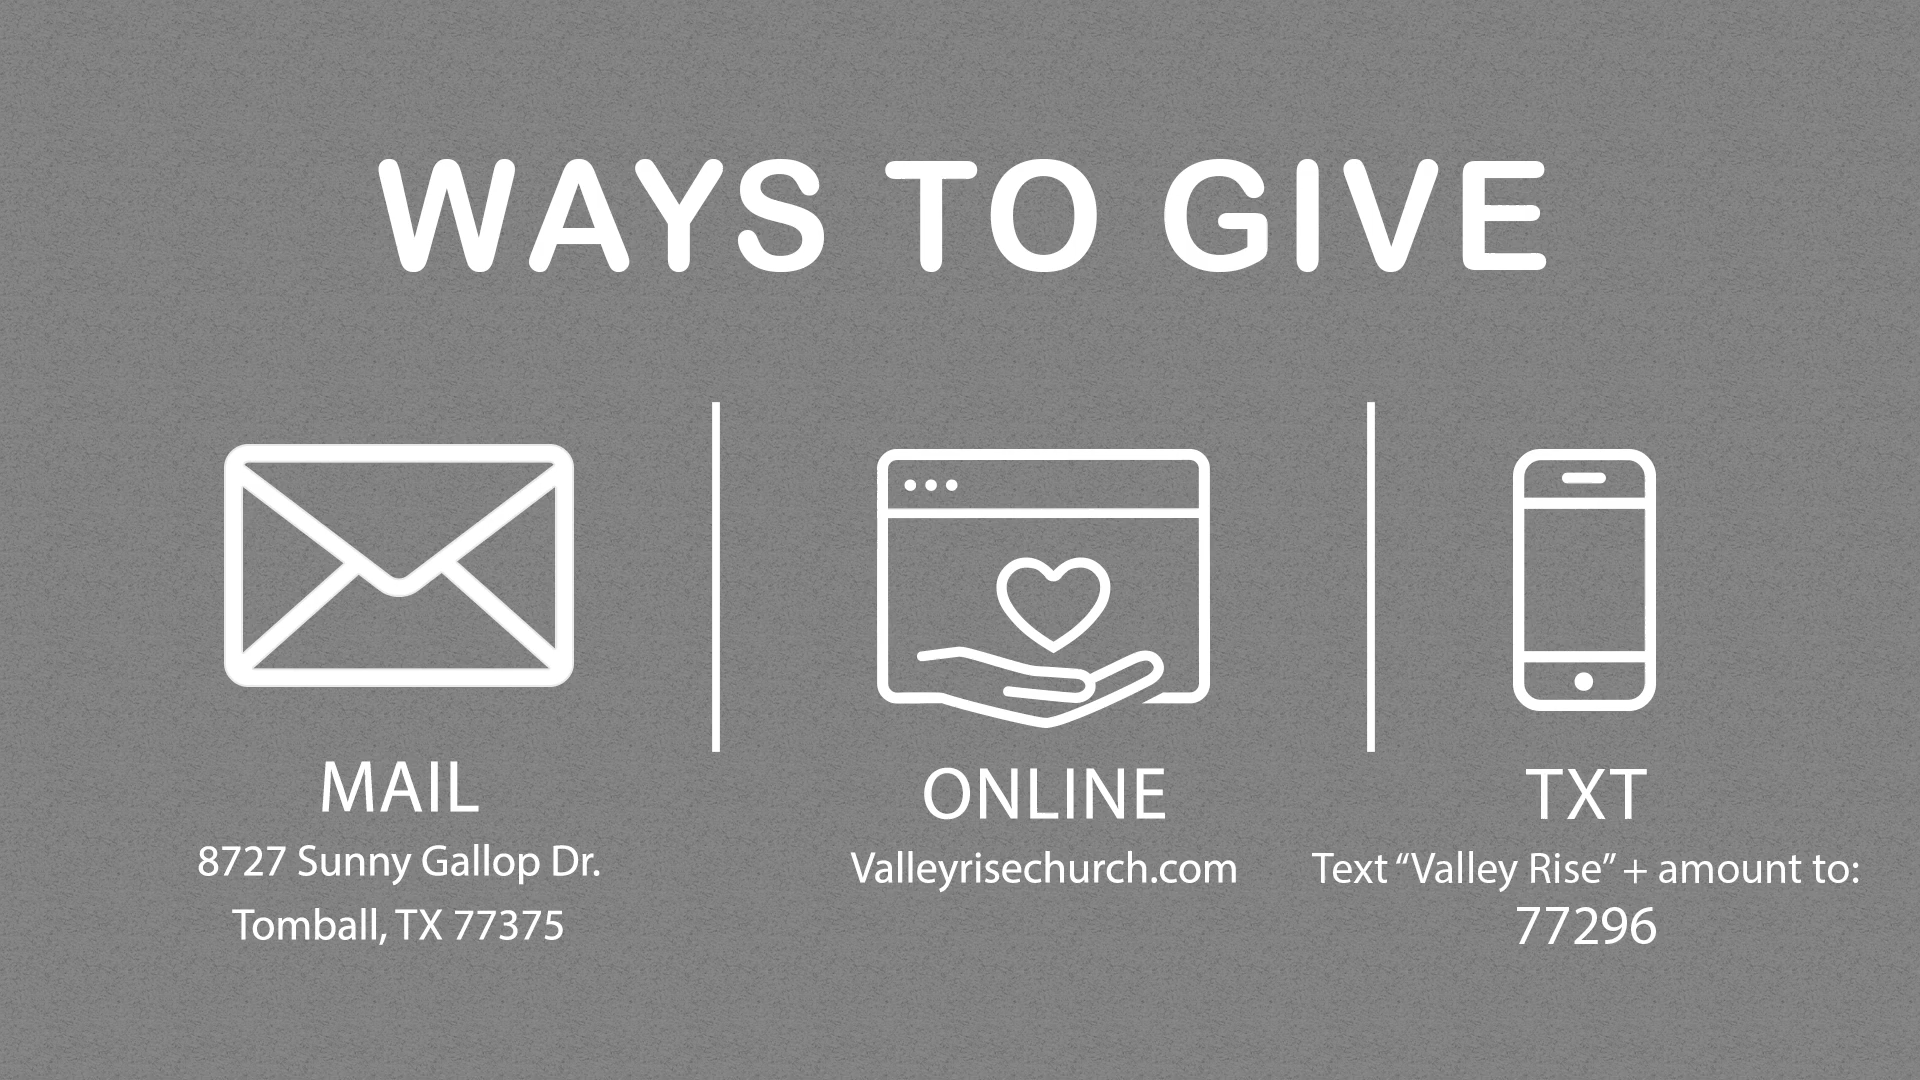 WAYS TO GIVE
MAIL
8727 Sunny Gallop Dr.
Tomball, TX 77375
ONLINE
Valleyrisechurch.com
TXT
Text “Valley Rise” + amount to:
77296